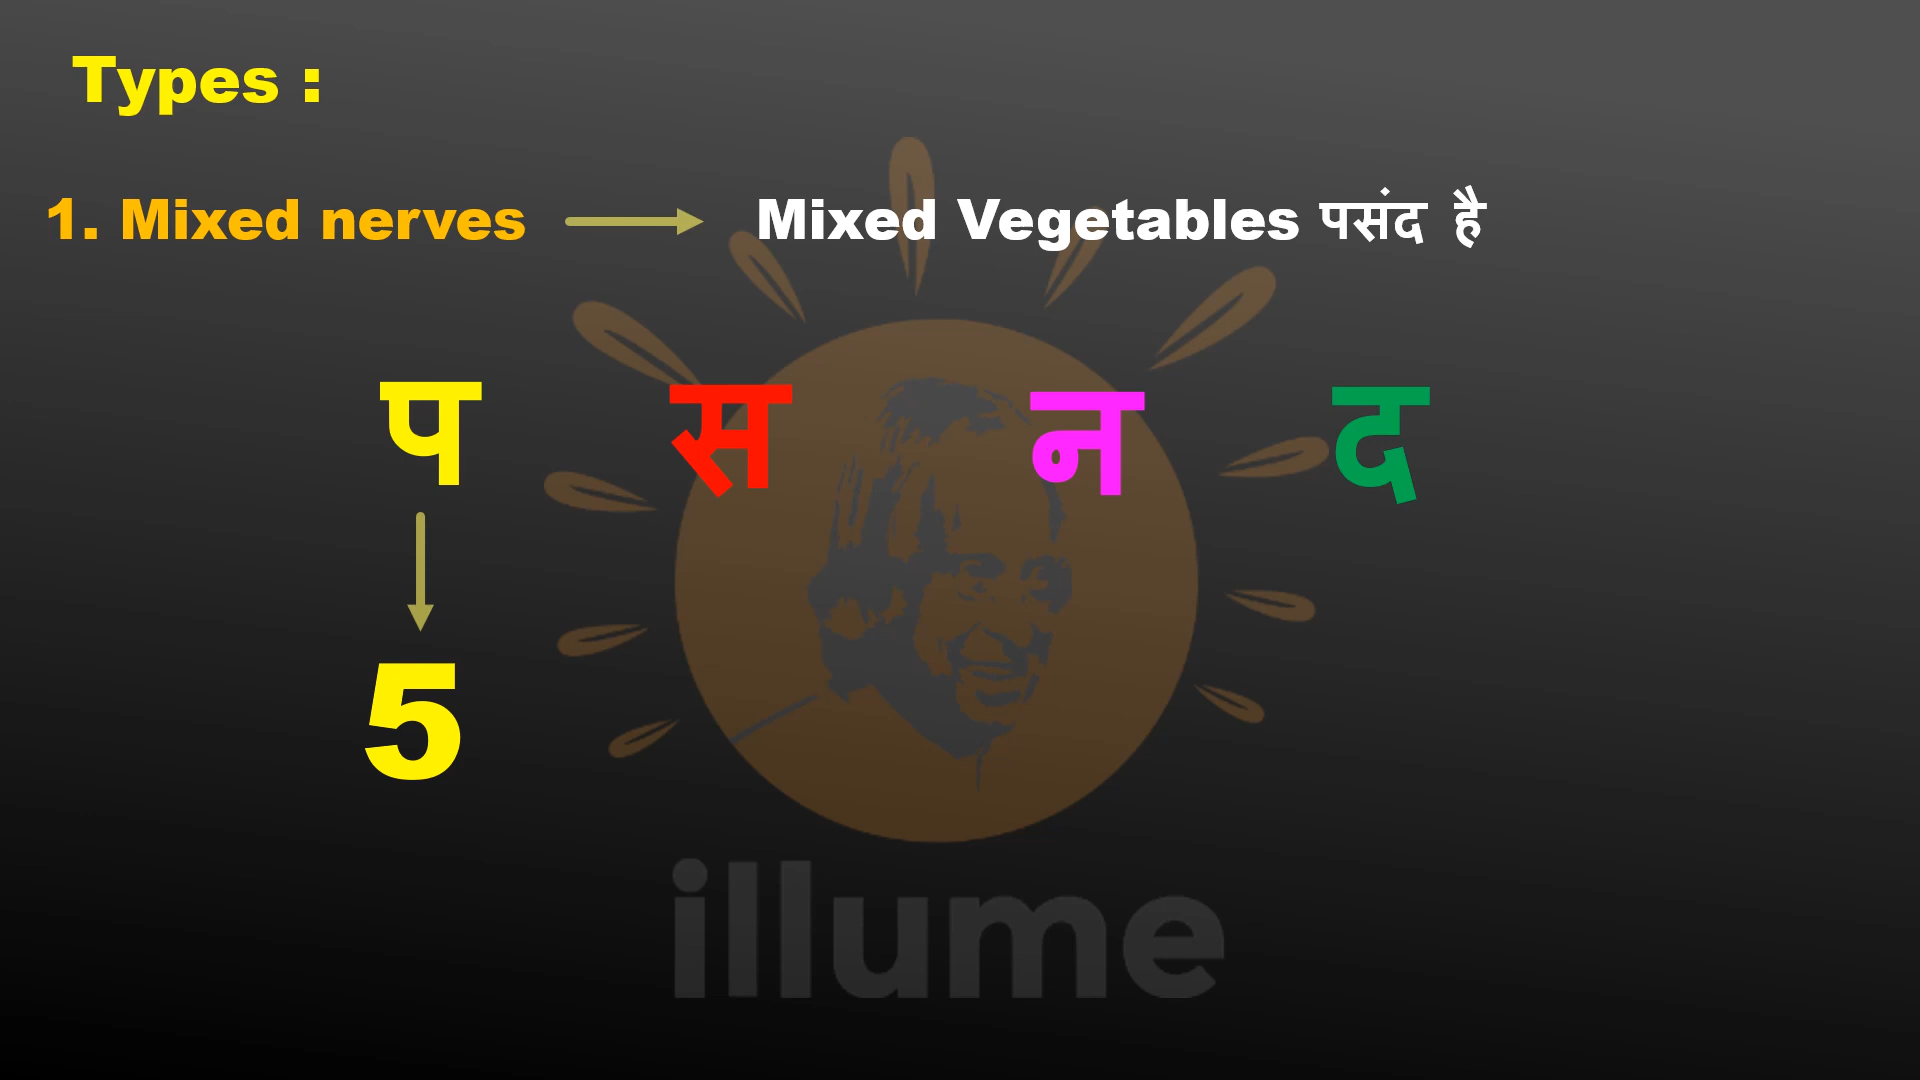 Types :
1. Mixed nerves Mixed Vegetables पसंद है
प स न द
5
illume